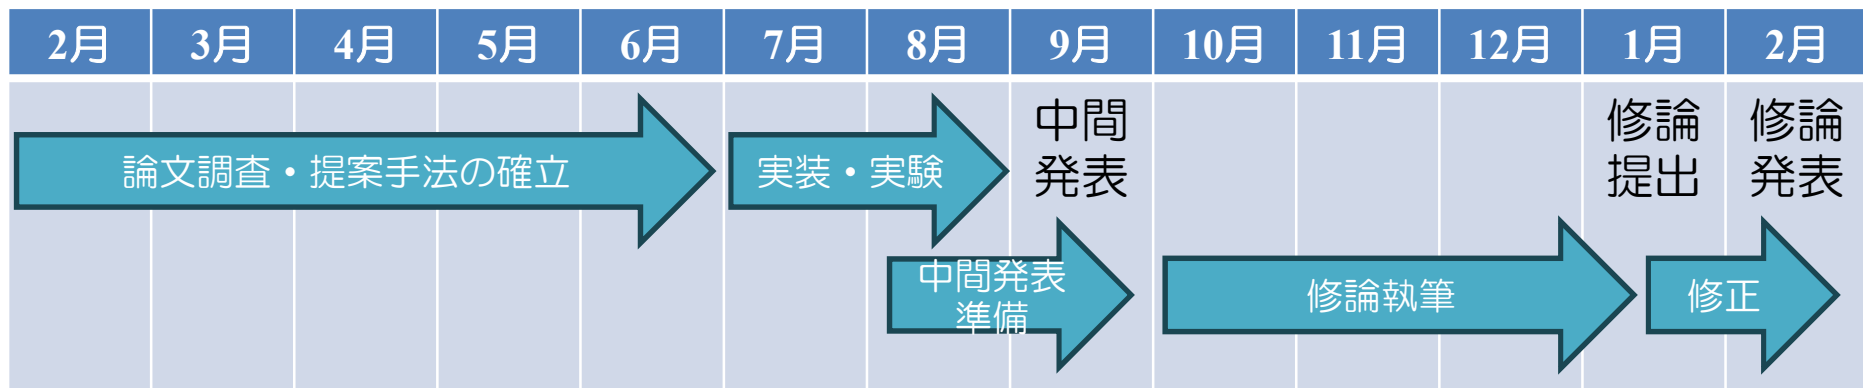 2月 3月 4月 5月 6月 7月 8月 9月 10月 11月 12月 1月 2月
論文調査・提案手法の確立
実装・実験
中間
発表
修論
提出
修論
発表
中間発表
準備
修論執筆
修正